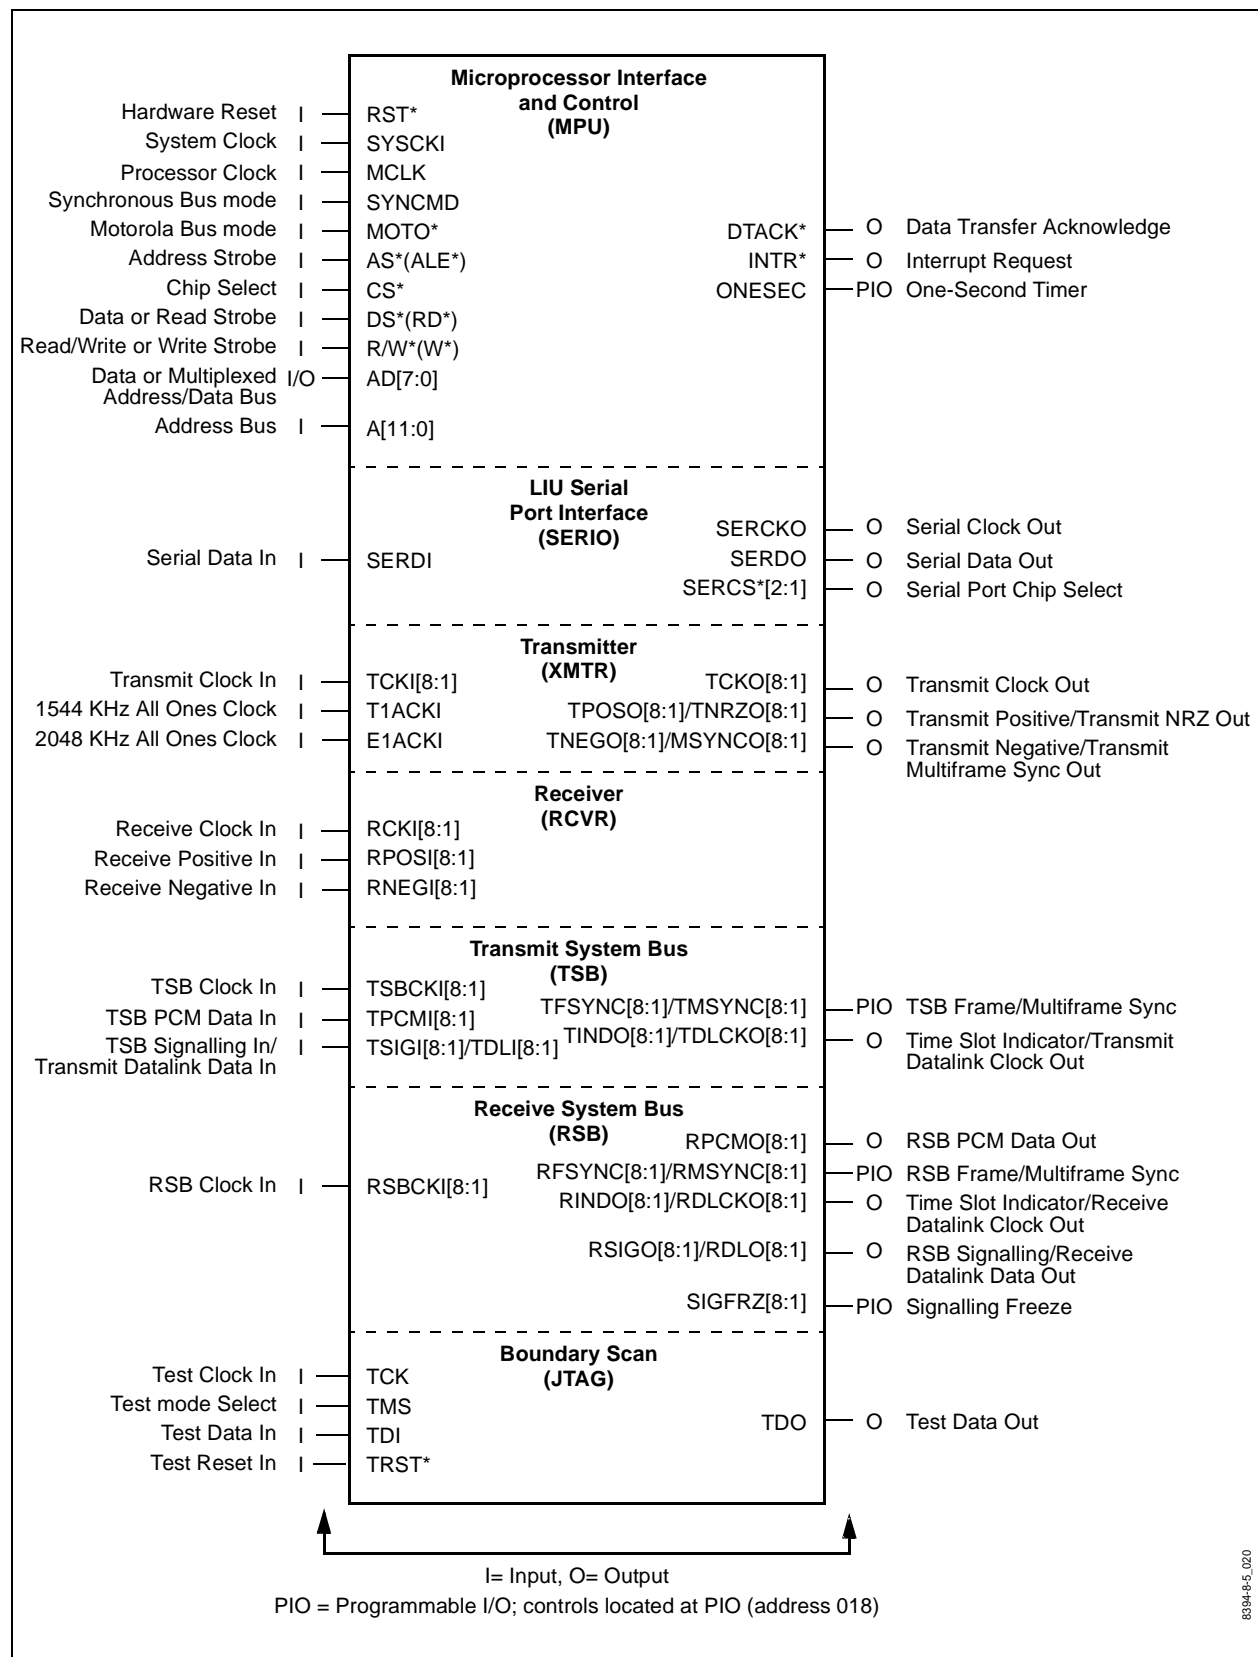 Microprocessor Interface
and Control
(MPU)
Hardware Reset I RST*
System Clock I SYSCKI
Processor Clock I MCLK
Synchronous Bus mode I SYNCMD
Motorola Bus mode I MOTO*
DTACK* O Data Transfer Acknowledge
Address Strobe I AS*(ALE*)
INTR* O Interrupt Request
Chip Select I CS*
ONESEC PIO One-Second Timer
Data or Read Strobe I DS*(RD*)
Read/Write or Write Strobe I R/W*(W*)
Data or Multiplexed I/O AD[7:0]
Address/Data Bus
Address Bus I A[11:0]
LIU Serial
Port Interface
(SERIO)
SERCKO O Serial Clock Out
Serial Data In I SERDI
SERDO O Serial Data Out
SERCS*[2:1] O Serial Port Chip Select
Transmitter
(XMTR)
Transmit Clock In I TCKI[8:1]
TCKO[8:1] O Transmit Clock Out
1544 KHz All Ones Clock I T1ACKI
TPOSO[8:1]/TNRZO[8:1] O Transmit Positive/Transmit NRZ Out
2048 KHz All Ones Clock I E1ACKI
TNEGO[8:1]/MSYNCO[8:1] O Transmit Negative/Transmit
Multiframe Sync Out
Receiver
(RCVR)
Receive Clock In I RCKI[8:1]
Receive Positive In I RPOSI[8:1]
Receive Negative In I RNEGI[8:1]
Transmit System Bus
(TSB)
TSB Clock In I TSBCKI[8:1]
TFSYNC[8:1]/TMSYNC[8:1] PIO TSB Frame/Multiframe Sync
TSB PCM Data In I TPCMI[8:1]
TSB Signalling In/ I TSIGI[8:1]/TDLI[8:1]
Transmit Datalink Data In
TINDO[8:1]/TDLCKO[8:1] O Time Slot Indicator/Transmit
Datalink Clock Out
Receive System Bus
(RSB)
RPCMO[8:1] O RSB PCM Data Out
RFSYNC[8:1]/RMSYNC[8:1] PIO RSB Frame/Multiframe Sync
RSB Clock In I RSBCKI[8:1]
RINDO[8:1]/RDLCKO[8:1] O Time Slot Indicator/Receive
Datalink Clock Out
RSIGO[8:1]/RDLO[8:1] O RSB Signalling/Receive
Datalink Data Out
SIGFRZ[8:1] PIO Signalling Freeze
Boundary Scan
(JTAG)
Test Clock In I TCK
Test mode Select I TMS
TDO O Test Data Out
Test Data In I TDI
Test Reset In I TRST*
I= Input, O= Output
PIO = Programmable I/O; controls located at PIO (address 018)
8394-8-5_020